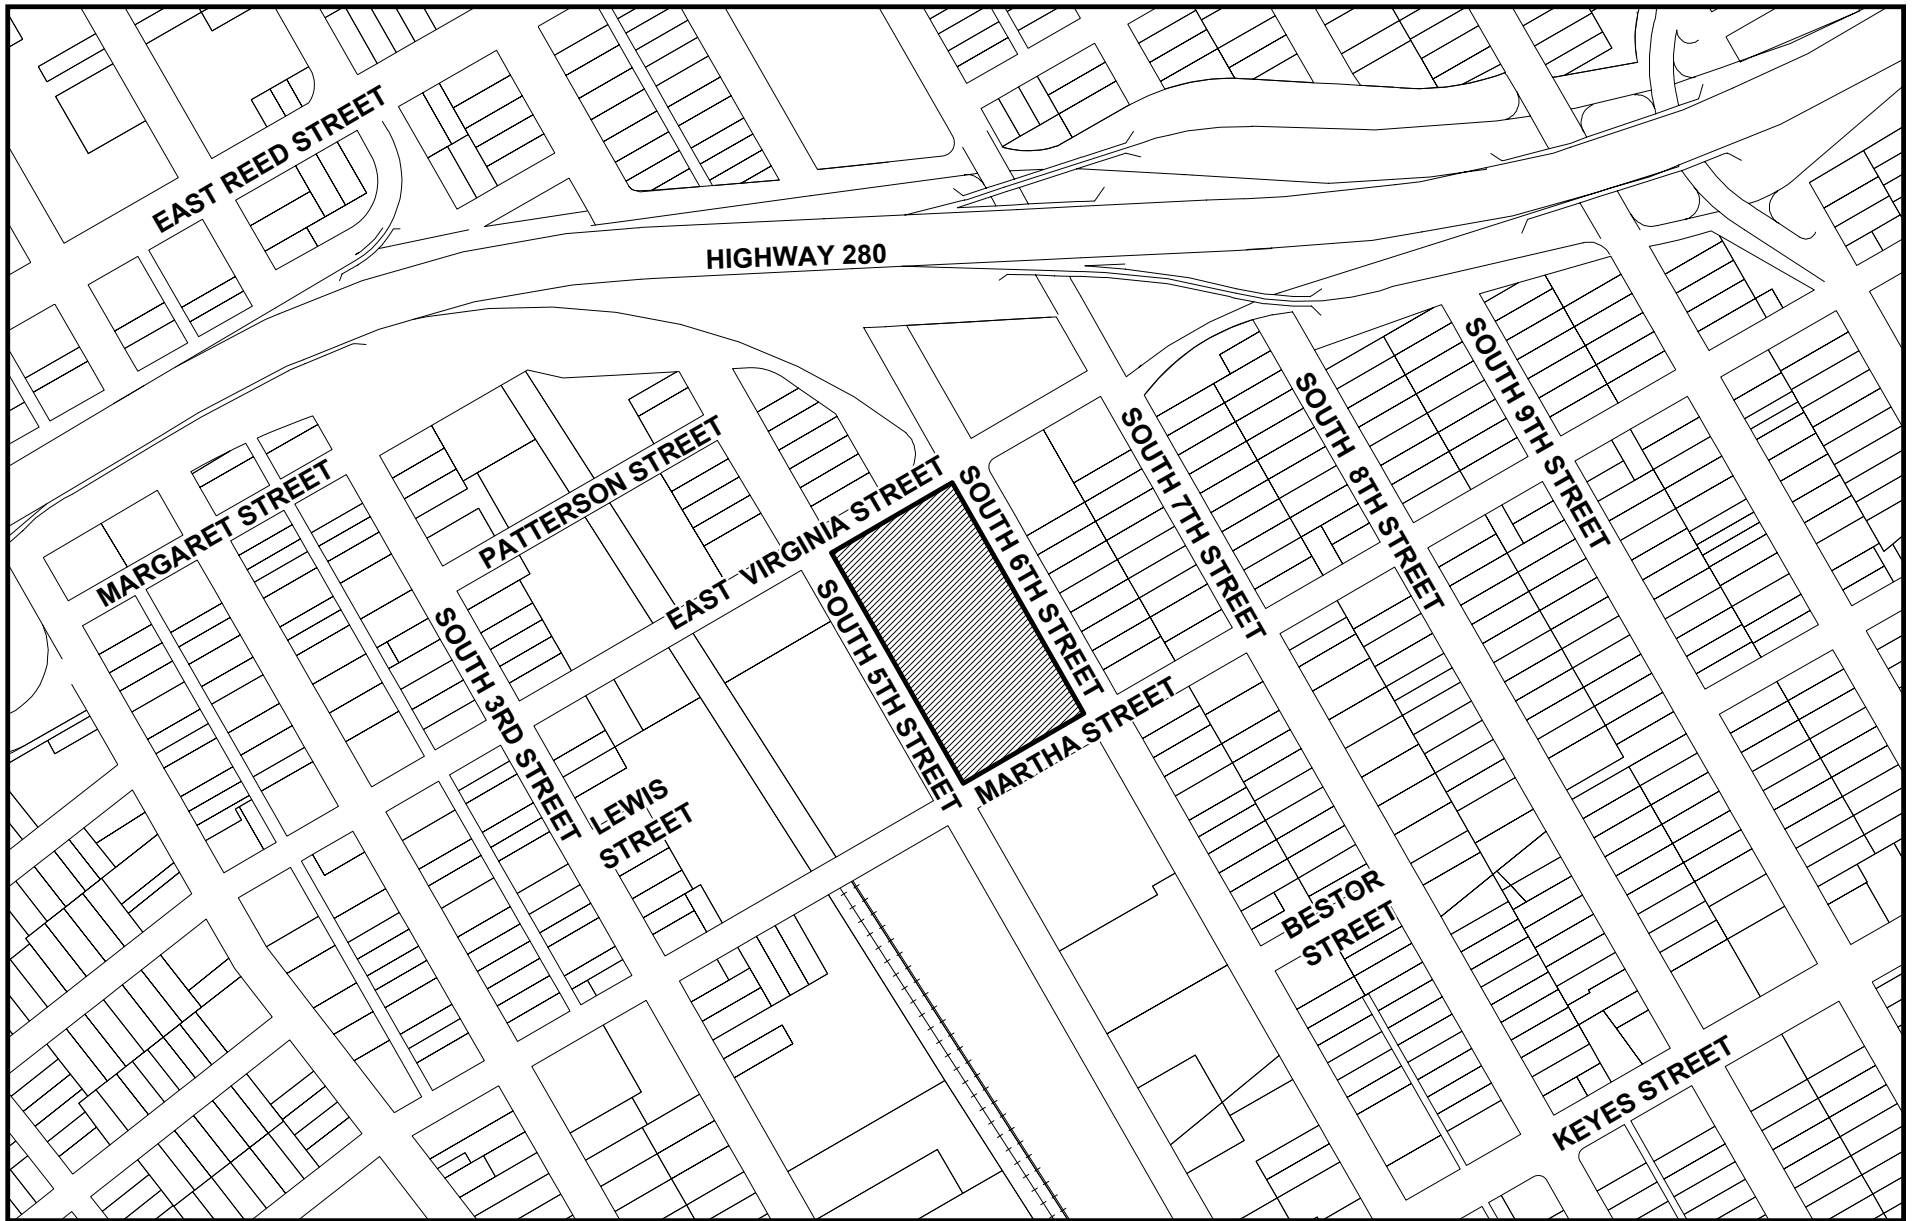 EAST REED STREET
HIGHWAY 280
SOUTH 9TH STREET
SOUTH 8TH STREET
SOUTH 7TH STREET
PATTERSON STREET
MARGARET STREET
EAST VIRGINIA STREET
SOUTH 6TH STREET
SOUTH 5TH STREET
SOUTH 3RD STREET
MARTHA STREET
LEWIS
STREET
BESTOR
STREET
KEYES STREET